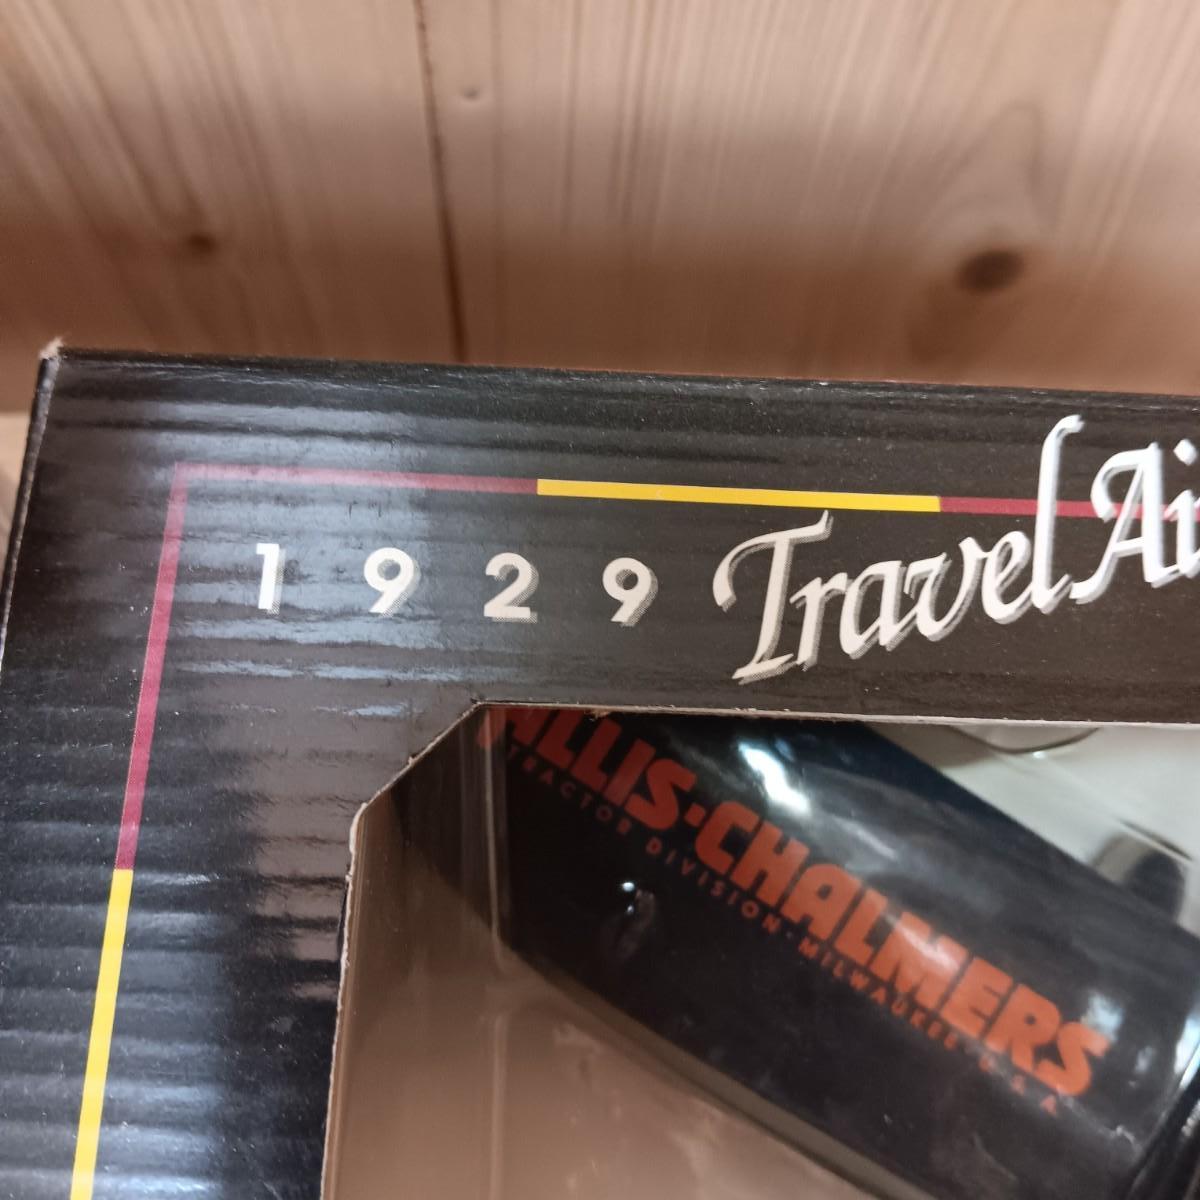 1929 Travel Ai
ALLIS-CHALMERS
TRACTOR DIVISION-MILWAUKEE U.S.A.